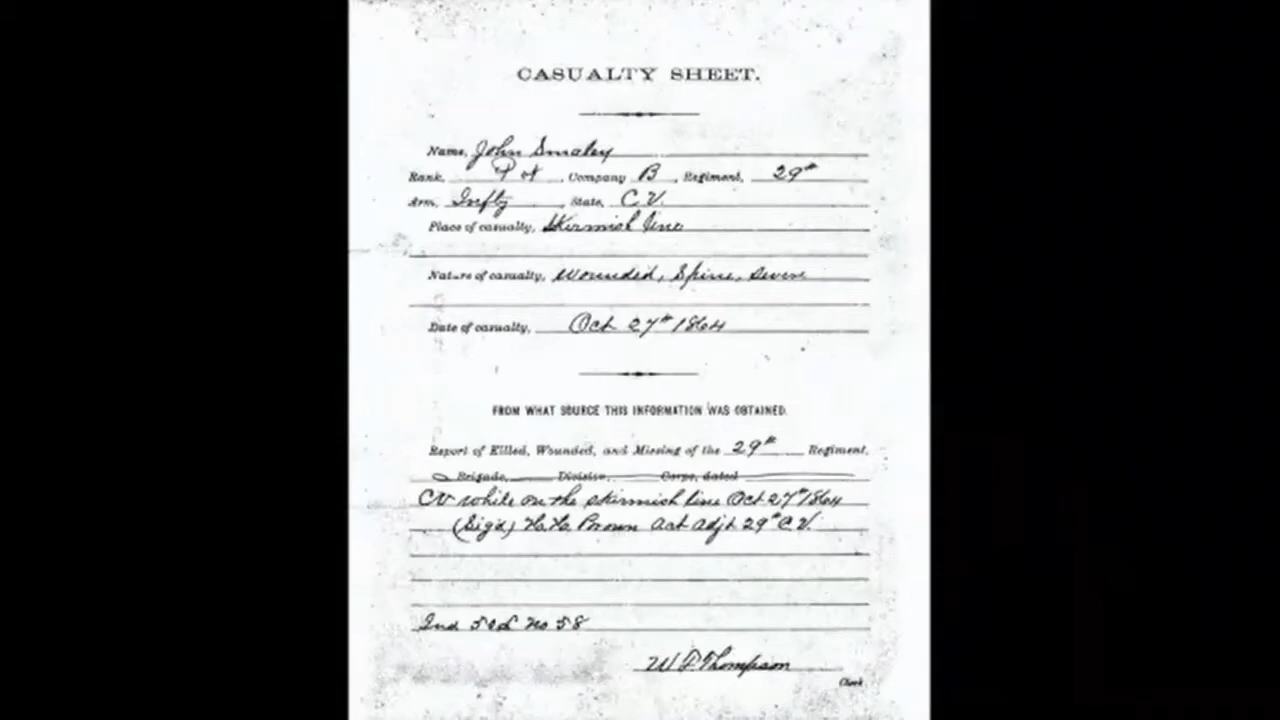 CASUALTY SHEET.
Name, John Smaley
Rank, Pvt, Company B, Regiment, 29th
Arm, Infty, State, C.V.
Place of casualty, Skirmish line
Nature of casualty, Wounded, Spine, severe
Date of casualty, Oct 27th 1864
FROM WHAT SOURCE THIS INFORMATION WAS OBTAINED.
Report of Killed, Wounded, and Missing of the 29th Regiment,
Brigade, Division, Corps, dated
CV while on the skirmish line Oct 27th 1864
(Sig'd) H.H. Brown Act Adjt 29th C.V.
No 58
W F Thompson
Clerk